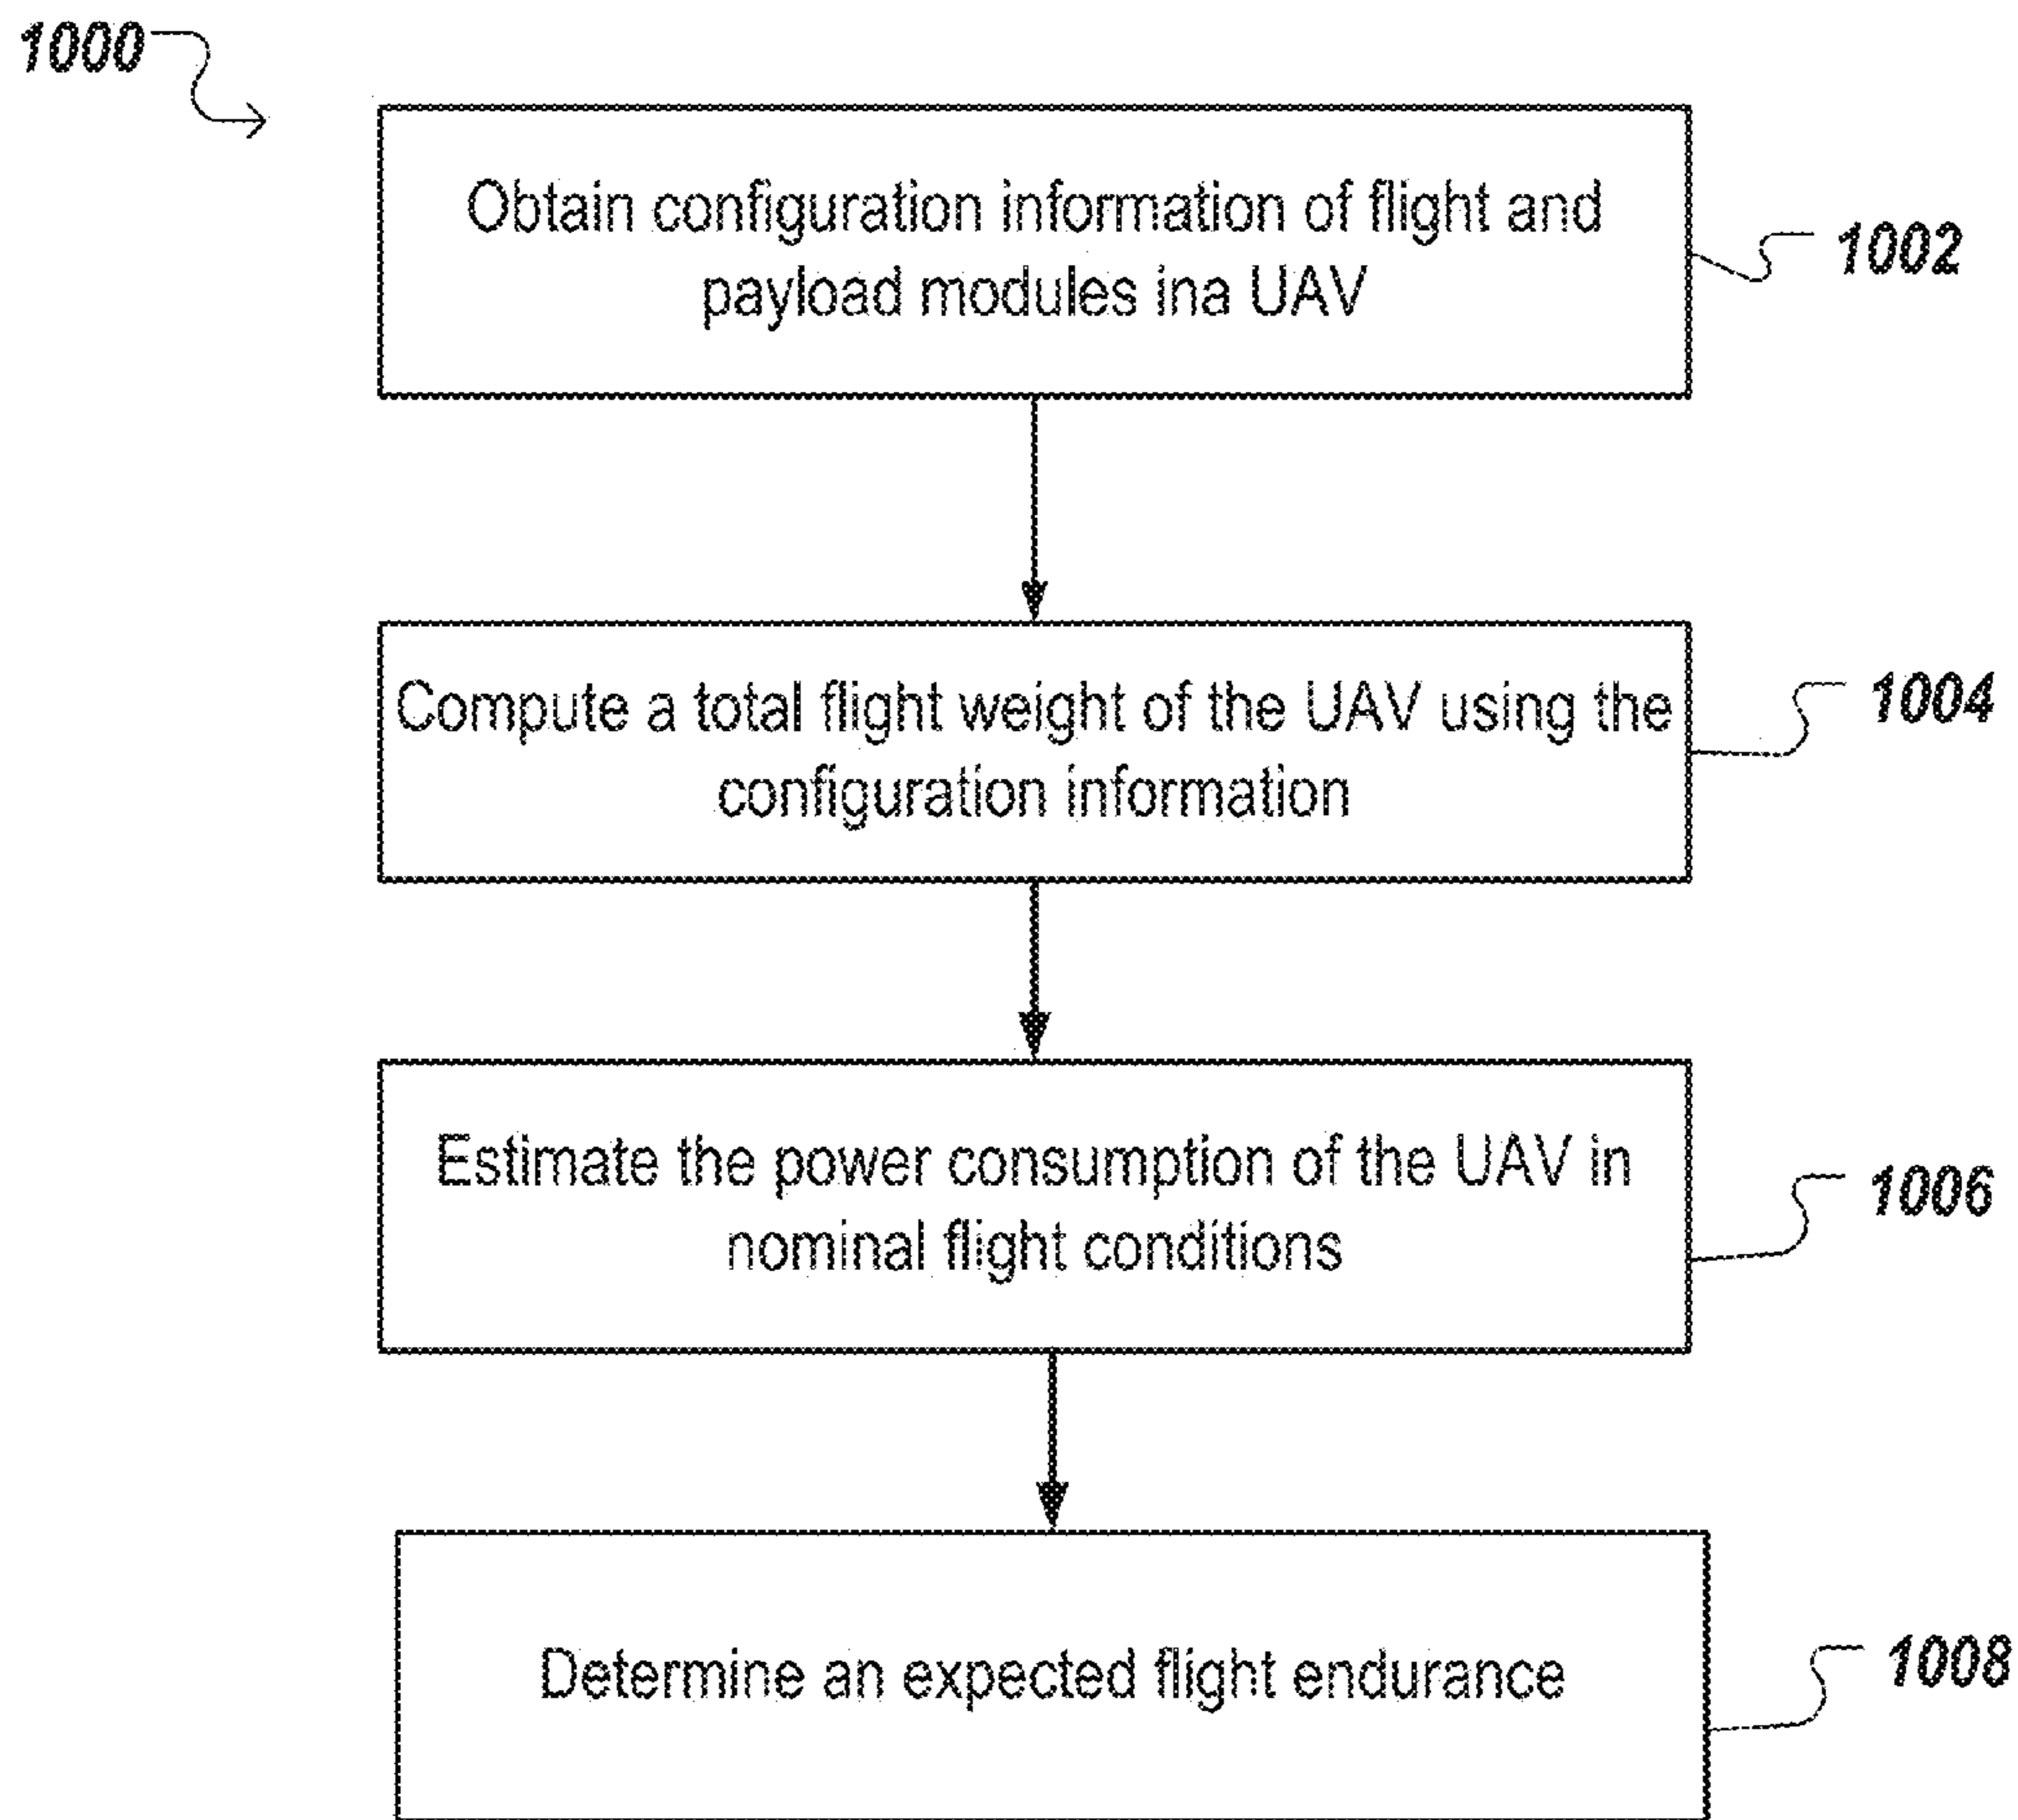 1000
Obtain configuration information of flight and
payload modules ina UAV
1002
Compute a total flight weight of the UAV using the
configuration information
1004
Estimate the power consumption of the UAV in
nominal flight conditions
1006
Determine an expected flight endurance
1008